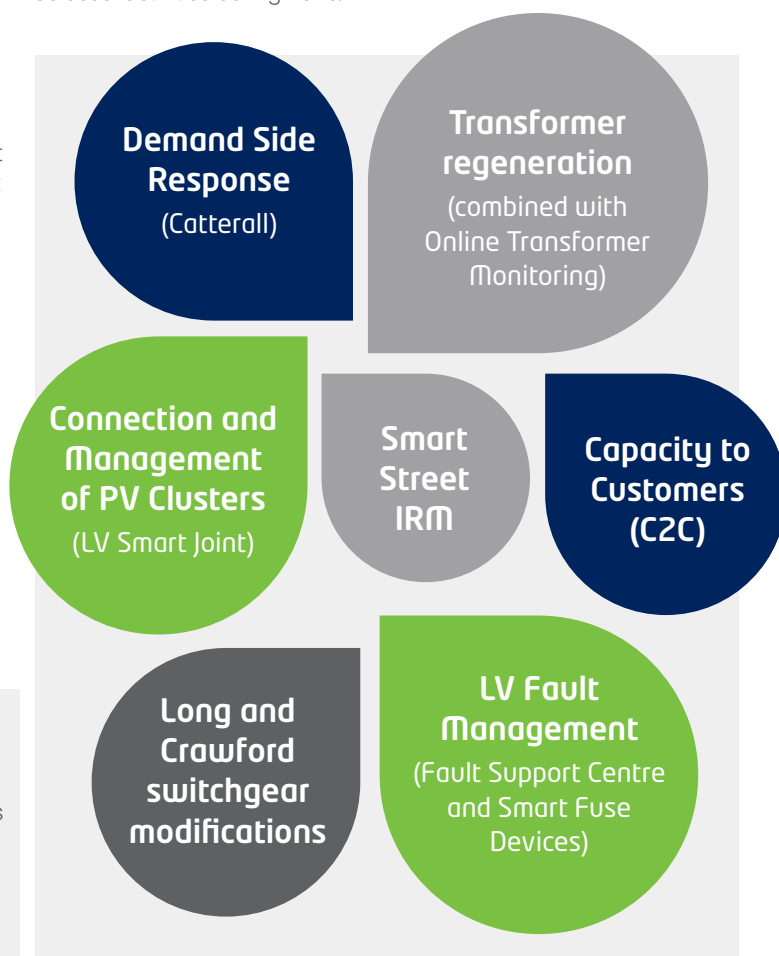 Demand Side
Response
(Catterall)
Transformer
regeneration
(combined with
Online Transformer
Monitoring)
Connection and
Management
of PV Clusters
(LV Smart Joint)
Smart
Street
IRM
Capacity to
Customers
(C2C)
Long and
Crawford
switchgear
modifications
LV Fault
Management
(Fault Support Centre
and Smart Fuse
Devices)